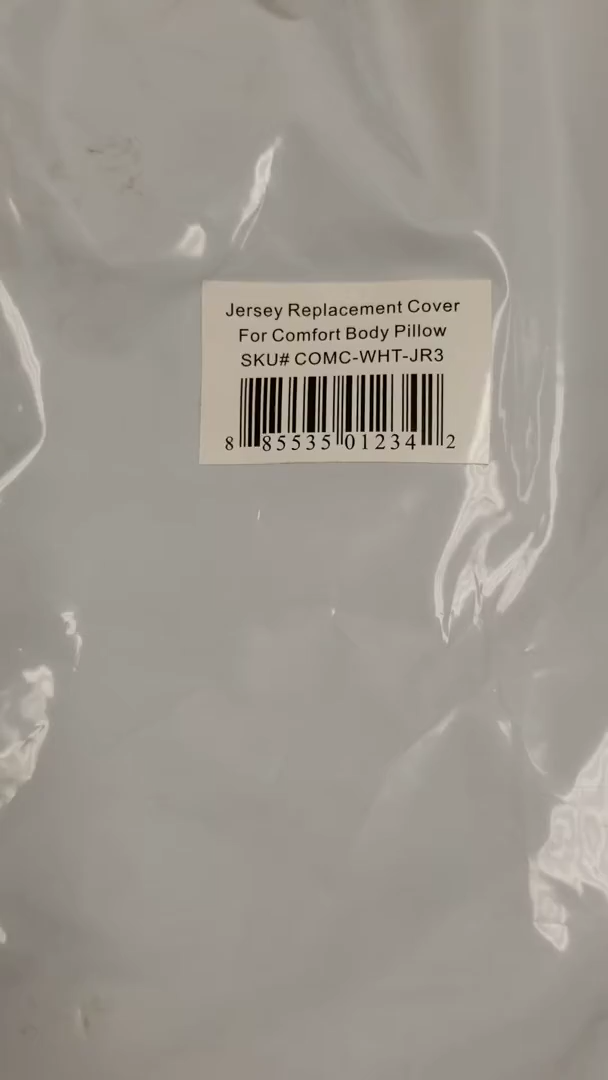 Jersey Replacement Cover
For Comfort Body Pillow
SKU# COMC-WHT-JR3
8 85535 01234 2